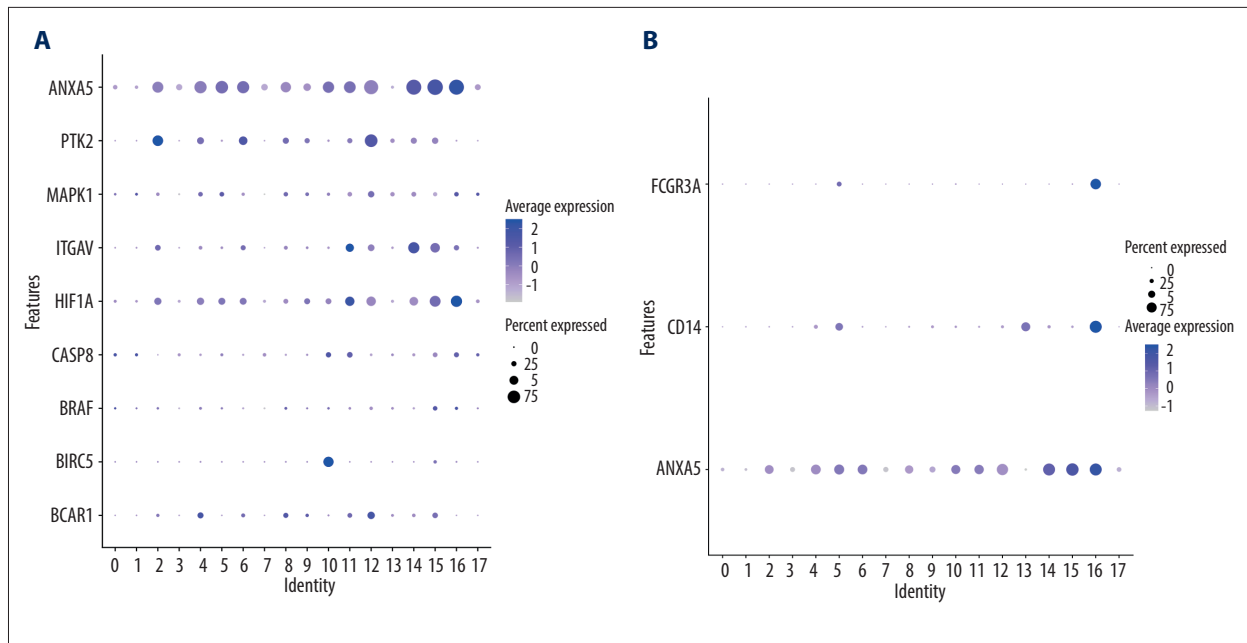 A
ANXA5
PTK2
MAPK1
ITGAV
HIF1A
CASP8
BRAF
BIRC5
BCAR1
Features
0 1 2 3 4 5 6 7 8 9 10 11 12 13 14 15 16 17
Identity
Average expression
2
1
0
-1
Percent expressed
0
25
5
75
B
FCGR3A
CD14
ANXA5
Features
0 1 2 3 4 5 6 7 8 9 10 11 12 13 14 15 16 17
Identity
Percent expressed
0
25
5
75
Average expression
2
1
0
-1